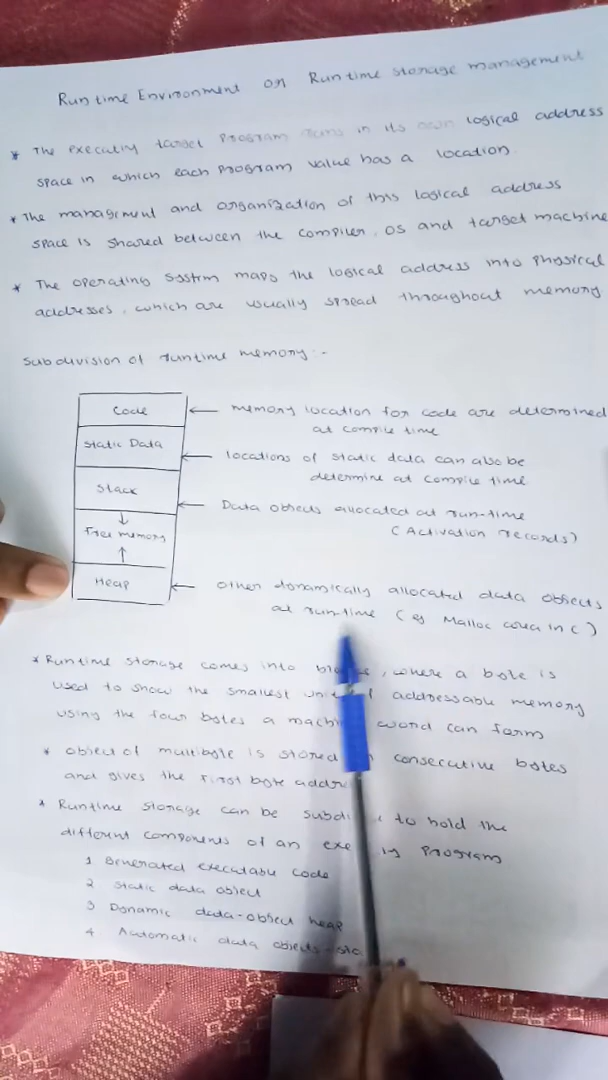 Runtime Environment on Runtime storage management
* The executing target program runs in its own logical address
space in which each program value has a location
* The management and organization of this logical address
space is shared between the compiler, OS and target machine
* The operating system maps the logical address into physical
addresses, which are usually spread throughout memory
Subdivision of runtime memory:-
Code
← memory location for code are determined
at compile time
Static Data
← locations of static data can also be
determine at compile time
Stack
← Data objects allocated at run-time
(Activation records)
↓
Free memory
↑
Heap
← other dynamically allocated data objects
at run-time (eg Malloc area in C)
* Runtime storage comes into , where a byte is
used to show the smallest of addressable memory
using the four bytes a word can form
* object of multibyte is stored consecutive bytes
and gives the first byte
* Runtime storage can be to hold the
different components of an program
1 Generated executable code
2 Static data object
3 Dynamic data-object heap
4 Automatic data objects-